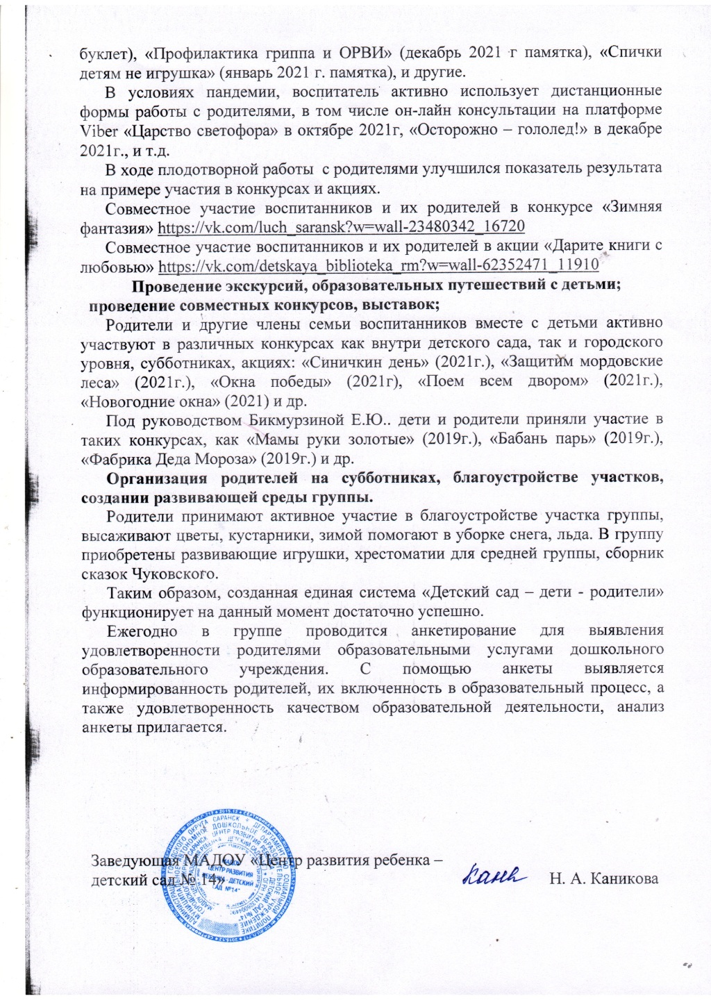 буклет), «Профилактика гриппа и ОРВИ» (декабрь 2021 г памятка), «Спички
детям не игрушка» (январь 2021 г. памятка), и другие.
В условиях пандемии, воспитатель активно использует дистанционные
формы работы с родителями, в том числе он-лайн консультации на платформе
Viber «Царство светофора» в октябре 2021г, «Осторожно – гололед!» в декабре
2021г., и т.д.
В ходе плодотворной работы с родителями улучшился показатель результата
на примере участия в конкурсах и акциях.
Совместное участие воспитанников и их родителей в конкурсе «Зимняя
фантазия» https://vk.com/luch_saransk?w=wall-23480342_16720
Совместное участие воспитанников и их родителей в акции «Дарите книги с
любовью» https://vk.com/detskaya_biblioteka_rm?w=wall-62352471_11910
Проведение экскурсий, образовательных путешествий с детьми;
проведение совместных конкурсов, выставок;
Родители и другие члены семьи воспитанников вместе с детьми активно
участвуют в различных конкурсах как внутри детского сада, так и городского
уровня, субботниках, акциях: «Синичкин день» (2021г.), «Защитим мордовские
леса» (2021г.), «Окна победы» (2021г), «Поем всем двором» (2021г.),
«Новогодние окна» (2021) и др.
Под руководством Бикмурзиной Е.Ю.. дети и родители приняли участие в
таких конкурсах, как «Мамы руки золотые» (2019г.), «Бабань парь» (2019г.),
«Фабрика Деда Мороза» (2019г.) и др.
Организация родителей на субботниках, благоустройстве участков,
создании развивающей среды группы.
Родители принимают активное участие в благоустройстве участка группы,
высаживают цветы, кустарники, зимой помогают в уборке снега, льда. В группу
приобретены развивающие игрушки, хрестоматии для средней группы, сборник
сказок Чуковского.
Таким образом, созданная единая система «Детский сад – дети - родители»
функционирует на данный момент достаточно успешно.
Ежегодно в группе проводится анкетирование для выявления
удовлетворенности родителями образовательными услугами дошкольного
образовательного учреждения. С помощью анкеты выявляется
информированность родителей, их включенность в образовательный процесс, а
также удовлетворенность качеством образовательной деятельности, анализ
анкеты прилагается.
Заведующая МАДОУ «Центр развития ребенка –
детский сад № 14» Н. А. Каникова
ЦЕНТР РАЗВИТИЯ
РЕБЕНКА - ДЕТСКИЙ
САД №14"